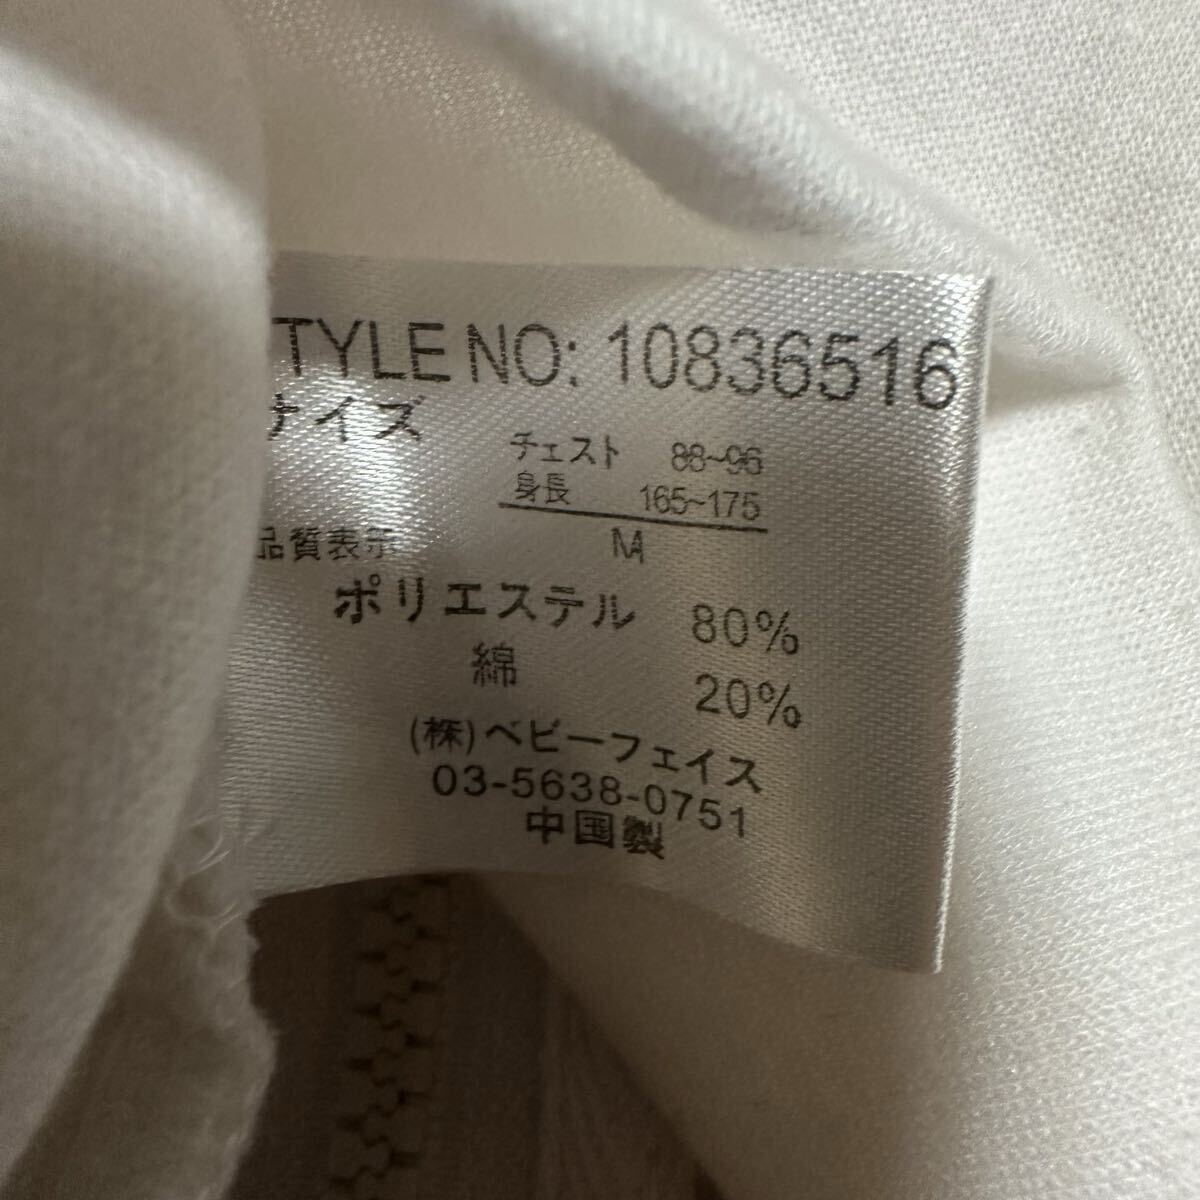 STYLE NO: 10836516
サイズ
チェスト 88~96
身長 165~175
品質表示 M
ポリエステル 80%
綿 20%
(株)ベビーフェイス
03-5638-0751
中国製